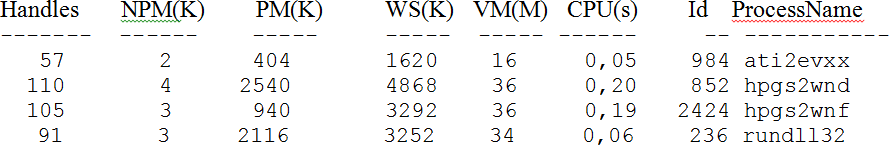 Handles NPM(K) PM(K) WS(K) VM(M) CPU(s) Id ProcessName
------- ------ ----- ----- ----- ------ -- -----------
57 2 404 1620 16 0,05 984 ati2evxx
110 4 2540 4868 36 0,20 852 hpgs2wnd
105 3 940 3292 36 0,19 2424 hpgs2wnf
91 3 2116 3252 34 0,06 236 rundll32